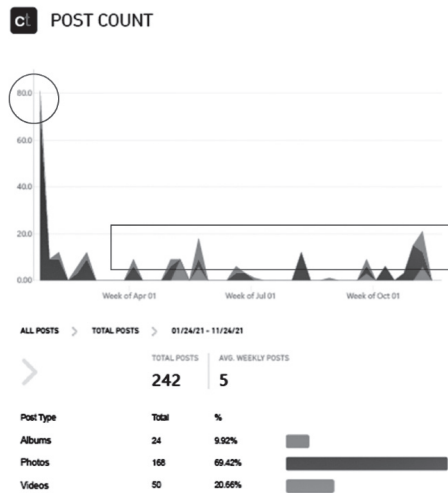 ct POST COUNT
80.0
60.0
40.0
20.0
0.00
Week of Apr 01 Week of Jul 01 Week of Oct 01
ALL POSTS > TOTAL POSTS > 01/24/21 - 11/24/21
TOTAL POSTS AVG. WEEKLY POSTS
242 5
Post Type Total %
Albums 24 9.92%
Photos 168 69.42%
Videos 50 20.66%